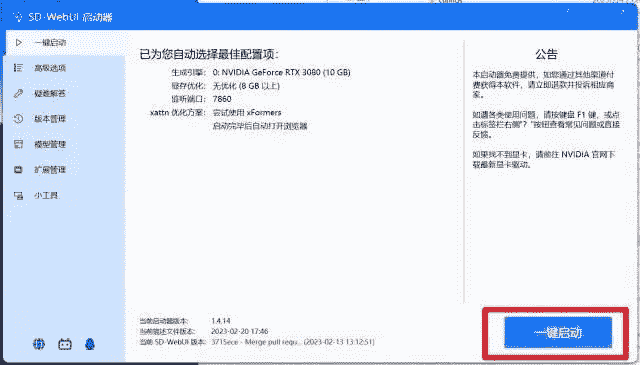 SD-WebUI 启动器
一键启动
高级选项
疑难解答
版本管理
模型管理
扩展管理
小工具
已为您自动选择最佳配置项：
生成引擎： 0: NVIDIA GeForce RTX 3080 (10 GB)
显存优化： 无优化 (8 GB 以上)
监听端口： 7860
xattn 优化方案： 尝试使用 xFormers
启动完毕后自动打开浏览器
公告
本启动器免费提供，如您通过其他渠道付
费获得本软件，请立即退款并投诉相应商
家。
如遇各类使用问题，请按键盘 F1 键，或点
击标签栏右侧"？"按钮查看常见问题或直接
反馈。
如果找不到显卡，请前往 NVIDIA 官网下
载最新显卡驱动。
当前启动器版本： 1.4.14
当前描述文件版本： 2023-02-20 17:46
当前 SD-WebUI 版本： 3715ece - Merge pull requ... (2023-02-13 13:12:51)
一键启动